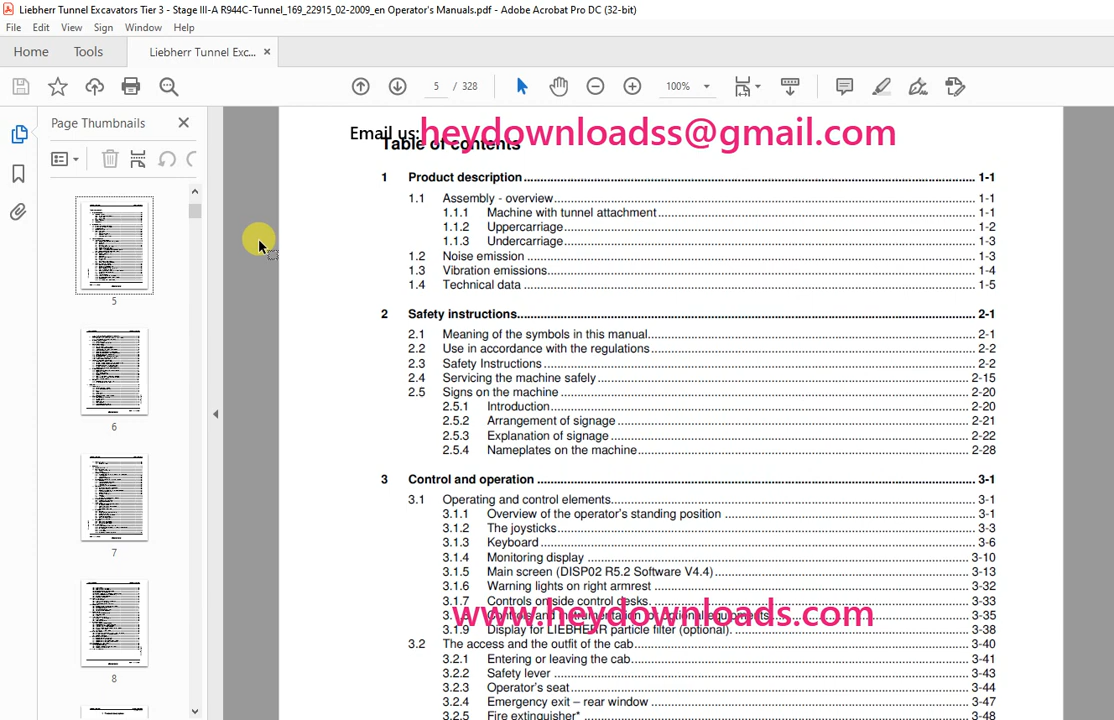 Liebherr Tunnel Excavators Tier 3 - Stage III-A R944C-Tunnel_169_22915_02-2009_en Operator's Manuals.pdf - Adobe Acrobat Pro DC (32-bit)
File Edit View Sign Window Help
Home Tools Liebherr Tunnel Exc... ×
5 / 328 100%
Page Thumbnails
5
6
7
8
Email us: heydownloadss@gmail.com
Table of contents
1 Product description 1-1
1.1 Assembly - overview 1-1
1.1.1 Machine with tunnel attachment 1-1
1.1.2 Uppercarriage 1-2
1.1.3 Undercarriage 1-3
1.2 Noise emission 1-3
1.3 Vibration emissions 1-4
1.4 Technical data 1-5
2 Safety instructions 2-1
2.1 Meaning of the symbols in this manual 2-1
2.2 Use in accordance with the regulations 2-2
2.3 Safety Instructions 2-2
2.4 Servicing the machine safely 2-15
2.5 Signs on the machine 2-20
2.5.1 Introduction 2-20
2.5.2 Arrangement of signage 2-21
2.5.3 Explanation of signage 2-22
2.5.4 Nameplates on the machine 2-28
3 Control and operation 3-1
3.1 Operating and control elements 3-1
3.1.1 Overview of the operator's standing position 3-1
3.1.2 The joysticks 3-3
3.1.3 Keyboard 3-6
3.1.4 Monitoring display 3-10
3.1.5 Main screen (DISP02 R5.2 Software V4.4) 3-13
3.1.6 Warning lights on right armrest 3-32
3.1.7 Controls on side control desks 3-33
3.1.8 Controls and instrumentation for optional equipments 3-35
www.heydownloads.com
3.1.9 Display for LIEBHERR particle filter (optional) 3-38
3.2 The access and the outfit of the cab 3-40
3.2.1 Entering or leaving the cab 3-41
3.2.2 Safety lever 3-43
3.2.3 Operator's seat 3-44
3.2.4 Emergency exit – rear window 3-47
3.2.5 Fire extinguisher* 3-48